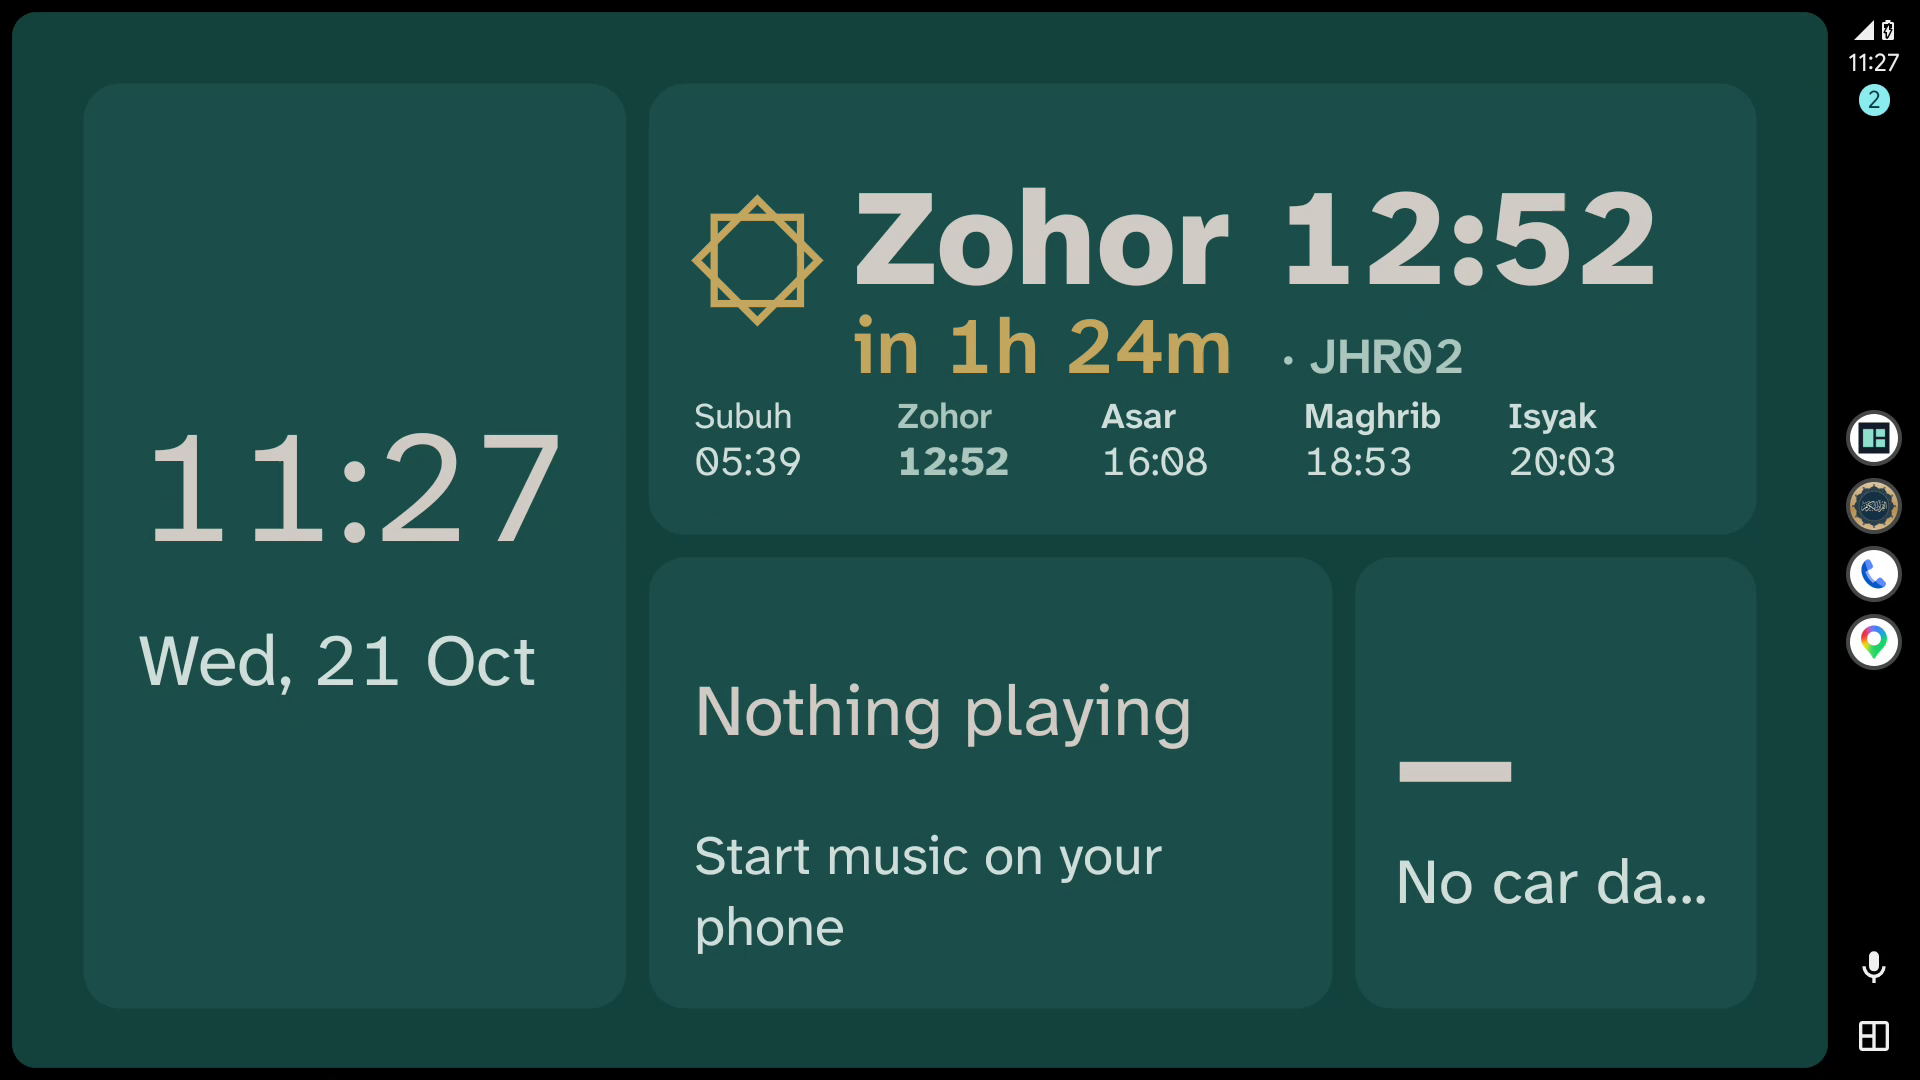 11:27
Wed, 21 Oct
Zohor 12:52
in 1h 24m · JHR02
Subuh Zohor Asar Maghrib Isyak
05:39 12:52 16:08 18:53 20:03
Nothing playing
Start music on your
phone
—
No car da...
11:27
2